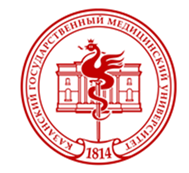 КАЗАНСКИЙ ГОСУДАРСТВЕННЫЙ МЕДИЦИНСКИЙ УНИВЕРСИТЕТ
1814